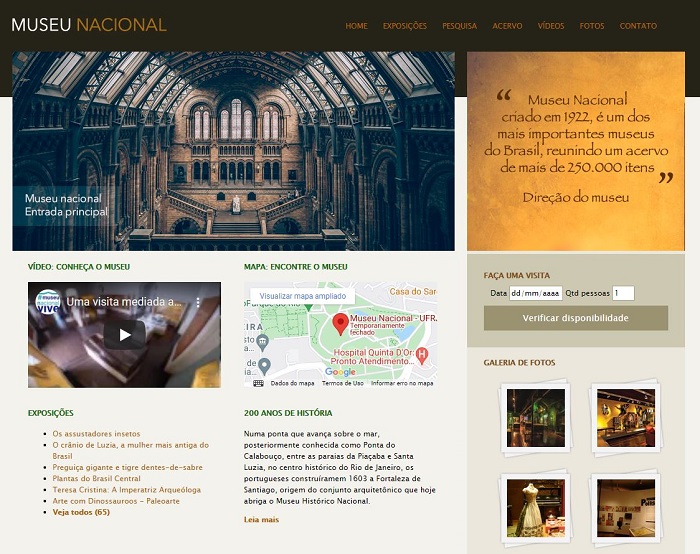 MUSEU NACIONAL
HOME EXPOSIÇÕES PESQUISA ACERVO VÍDEOS FOTOS CONTATO
Museu nacional
Entrada principal
“ Museu Nacional
criado em 1922, é um dos
mais importantes museus
do Brasil, reunindo um acervo
de mais de 250.000 itens ”
Direção do museu
VÍDEO: CONHEÇA O MUSEU
#museu
nacional
vive
Uma visita mediada a...
MAPA: ENCONTRE O MUSEU
Visualizar mapa ampliado
Casa do Sar
Museu Nacional - UFRJ
Temporariamente
fechado
EIRA
Hospital Quinta D'Or:
Pronto Atendimento...
Google
Dados do mapa Termos de Uso Informar erro no mapa
FAÇA UMA VISITA
Data dd/mm/aaaa Qtd pessoas 1
Verificar disponibilidade
EXPOSIÇÕES
Os assustadores insetos
O crânio de Luzia, a mulher mais antiga do
Brasil
Preguiça gigante e tigre dentes-de-sabre
Plantas do Brasil Central
Teresa Cristina: A Imperatriz Arqueóloga
Arte com Dinossauroos - Paleoarte
Veja todos (65)
200 ANOS DE HISTÓRIA
Numa ponta que avança sobre o mar,
posteriormente conhecida como Ponta do
Calabouço, entre as paraias da Piaçaba e Santa
Luzia, no centro histórico do Rio de Janeiro, os
portugueses construíramem 1603 a Fortaleza de
Santiago, origem do conjunto arquitetônico que hoje
abriga o Museu Histórico Nacional.
Leia mais
GALERIA DE FOTOS